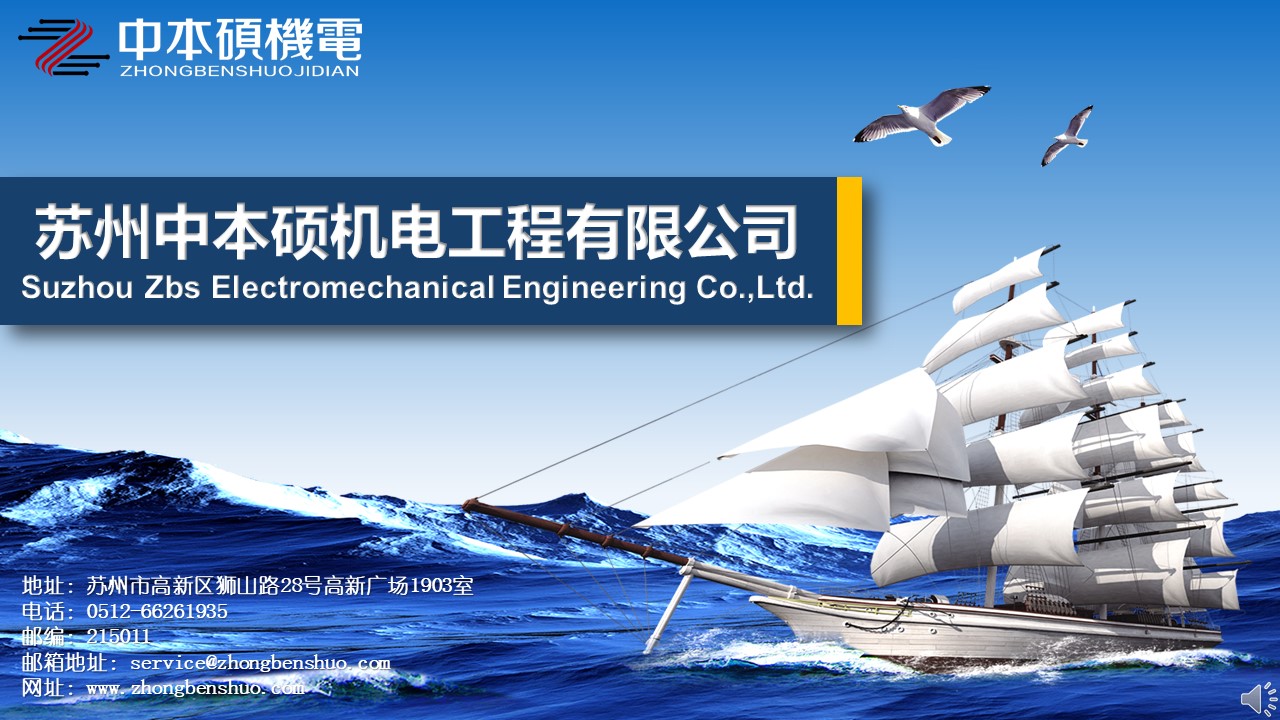 中本碩機電
ZHONGBENSHUOJIDIAN
苏州中本硕机电工程有限公司
Suzhou Zbs Electromechanical Engineering Co.,Ltd.
地址：苏州市高新区狮山路28号高新广场1903室
电话：0512-66261935
邮编：215011
邮箱地址：service@zhongbenshuo.com
网址：www.zhongbenshuo.com